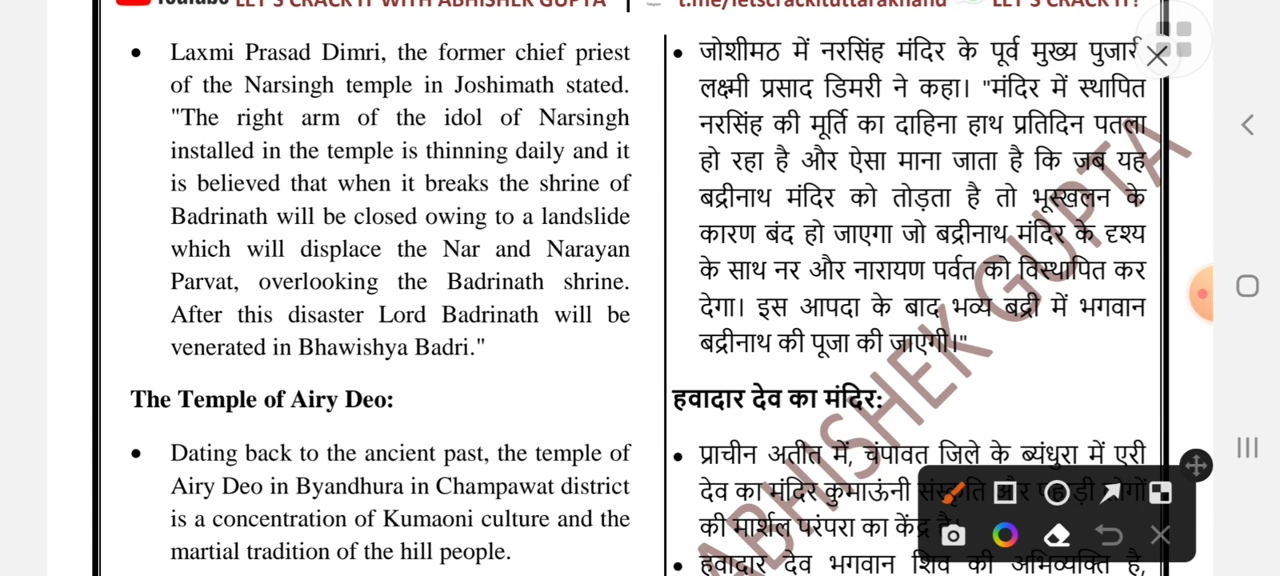 YouTube LET'S CRACK IT WITH ABHISHEK GUPTA t.me/letscrackituttarakhand LET'S CRACK IT!
Laxmi Prasad Dimri, the former chief priest
of the Narsingh temple in Joshimath stated.
"The right arm of the idol of Narsingh
installed in the temple is thinning daily and it
is believed that when it breaks the shrine of
Badrinath will be closed owing to a landslide
which will displace the Nar and Narayan
Parvat, overlooking the Badrinath shrine.
After this disaster Lord Badrinath will be
venerated in Bhawishya Badri."
The Temple of Airy Deo:
Dating back to the ancient past, the temple of
Airy Deo in Byandhura in Champawat district
is a concentration of Kumaoni culture and the
martial tradition of the hill people.
जोशीमठ में नरसिंह मंदिर के पूर्व मुख्य
लक्ष्मी प्रसाद डिमरी ने कहा। "मंदिर में स्थापित
नरसिंह की मूर्ति का दाहिना हाथ प्रतिदिन पतला
हो रहा है और ऐसा माना जाता है कि जब यह
बद्रीनाथ मंदिर को तोड़ता है तो भूस्खलन के
कारण बंद हो जाएगा जो बद्रीनाथ मंदिर के दृश्य
के साथ नर और नारायण पर्वत को विस्थापित कर
देगा। इस आपदा के बाद भव्य बद्री में भगवान
बद्रीनाथ की पूजा की जाएगी।"
हवादार देव का मंदिर:
प्राचीन अतीत में, चंपावत जिले के ब्यंधुरा में एरी
देव का मंदिर कुमाऊंनी संस्कृति और पहाड़ी लोगों
की मार्शल परंपरा का केंद्र है।
हवादार देव भगवान शिव की अभिव्यक्ति है,
ABHISHEK GUPTA